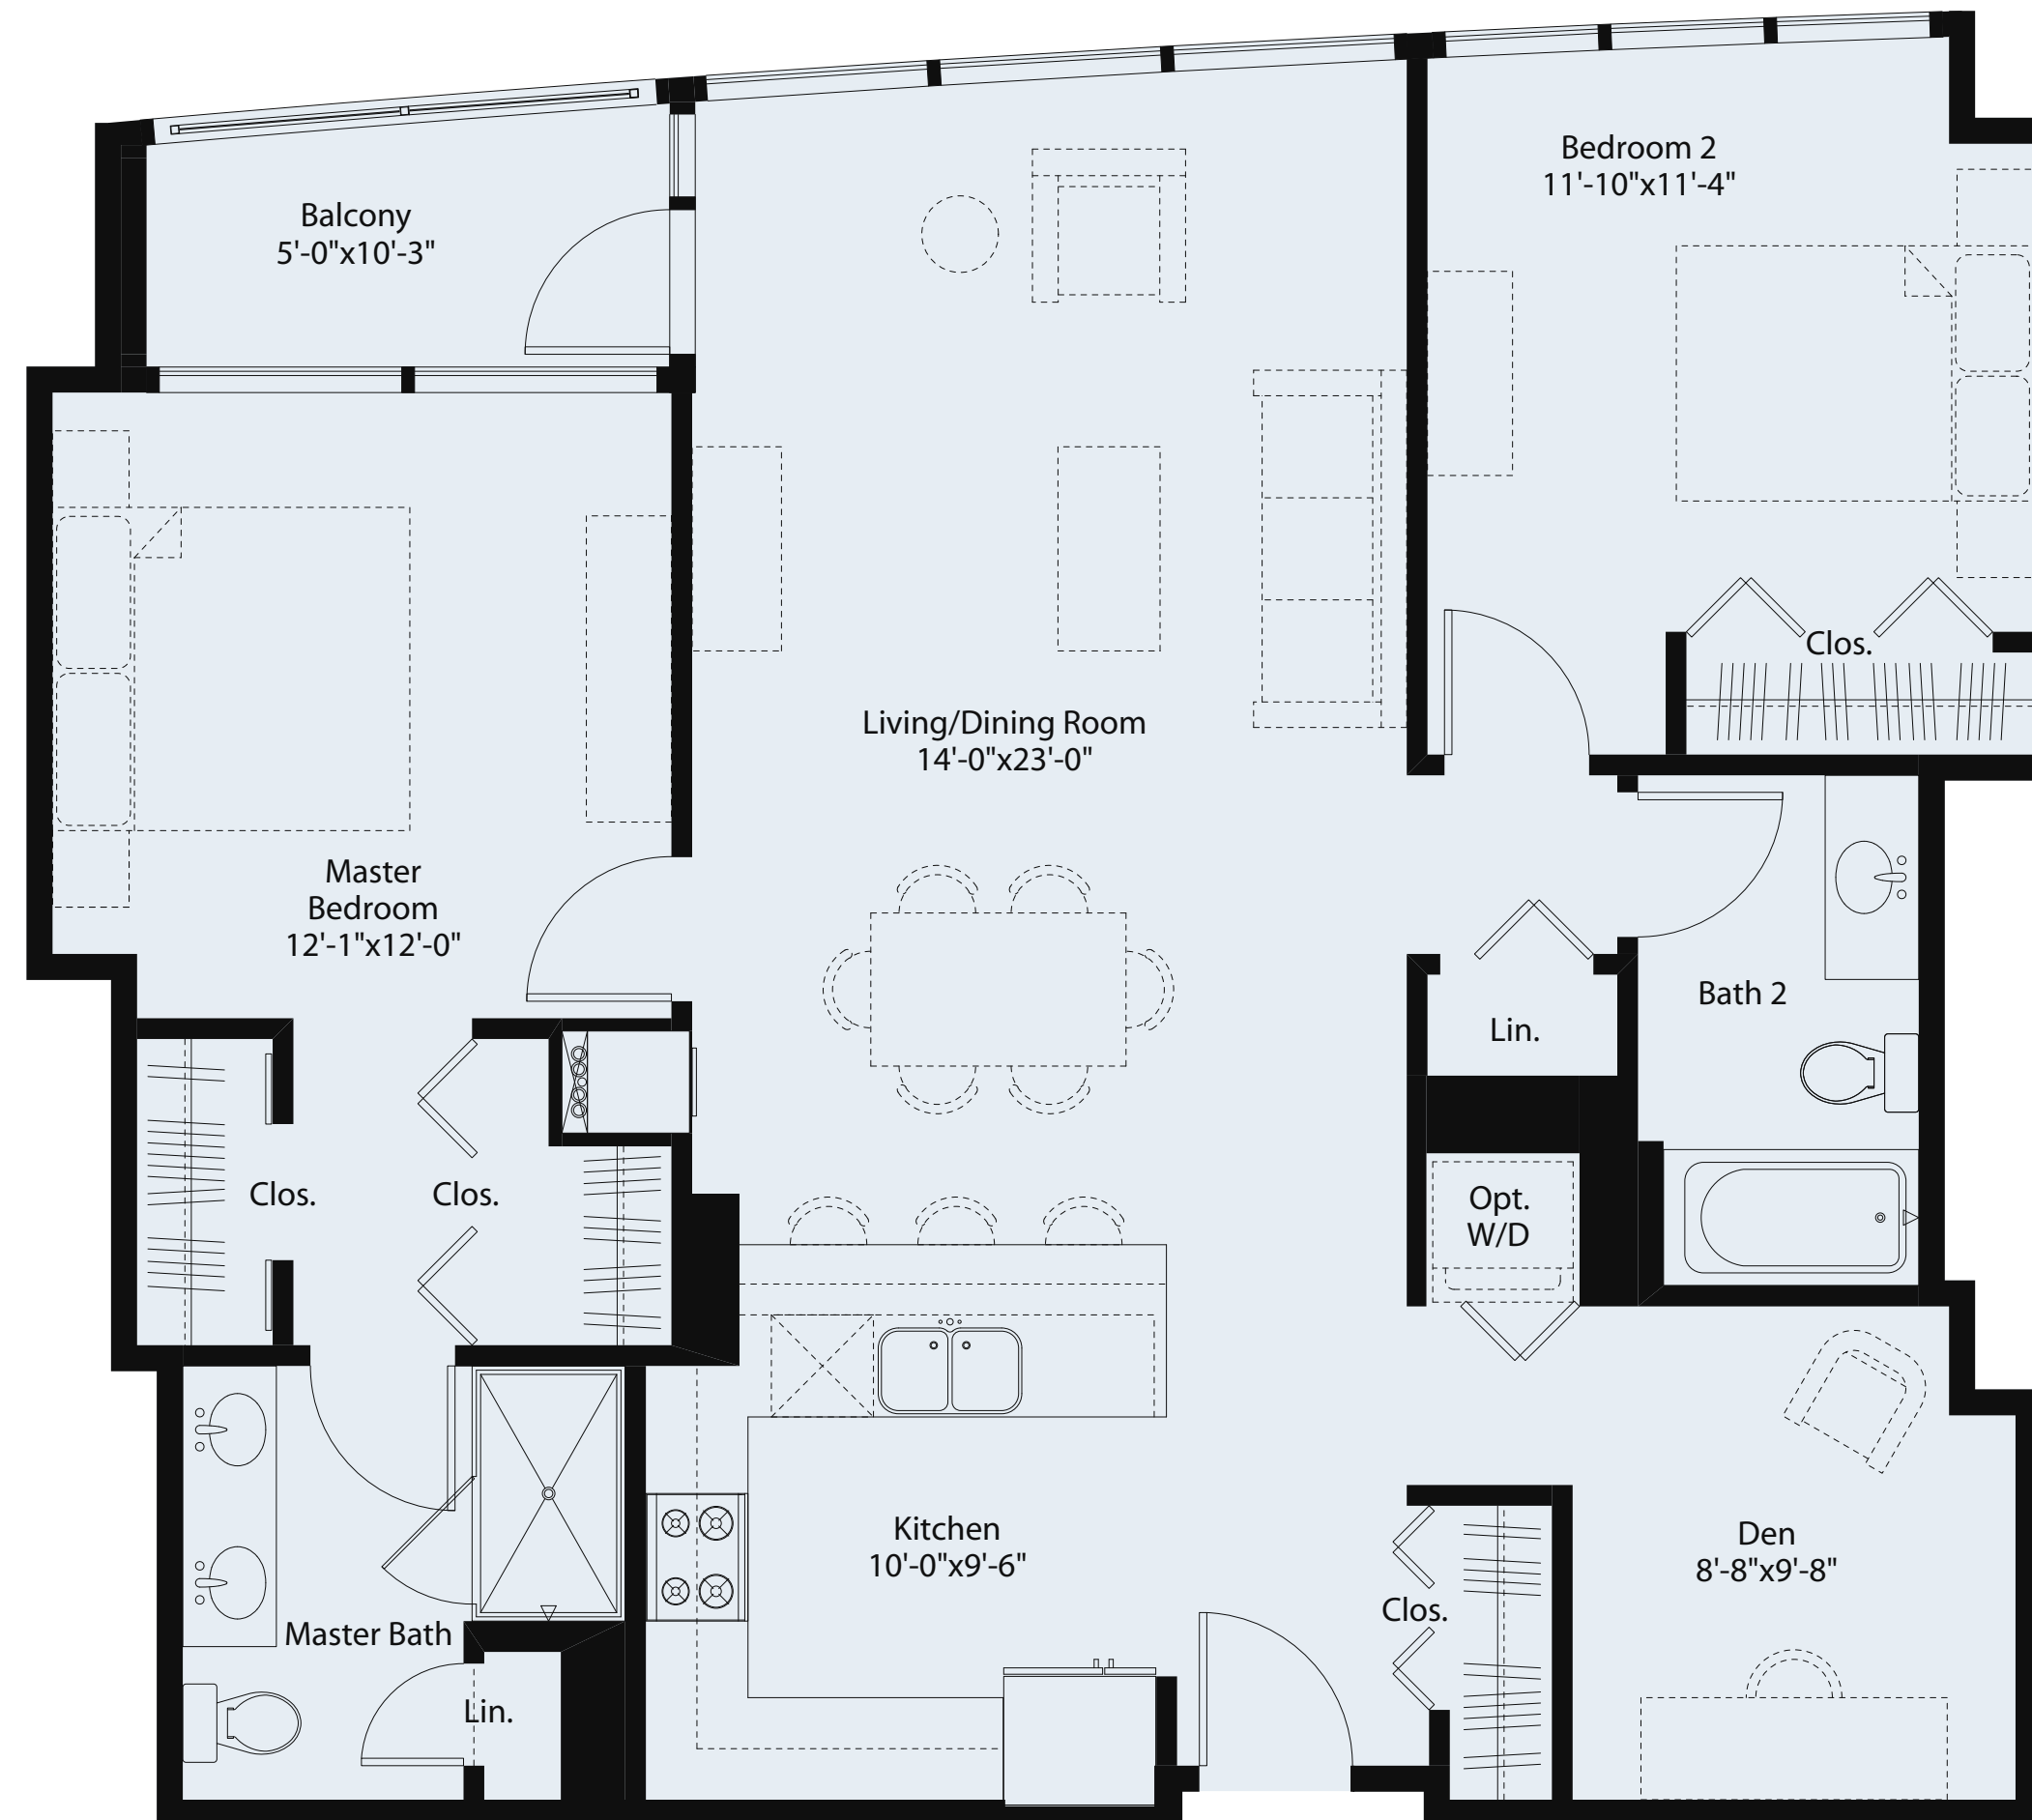 Bedroom 2
11'-10"x11'-4"
Balcony
5'-0"x10'-3"
Clos.
Living/Dining Room
14'-0"x23'-0"
Master
Bedroom
12'-1"x12'-0"
Bath 2
Lin.
Clos.
Clos.
Opt.
W/D
Kitchen
10'-0"x9'-6"
Den
8'-8"x9'-8"
Clos.
Master Bath
Lin.